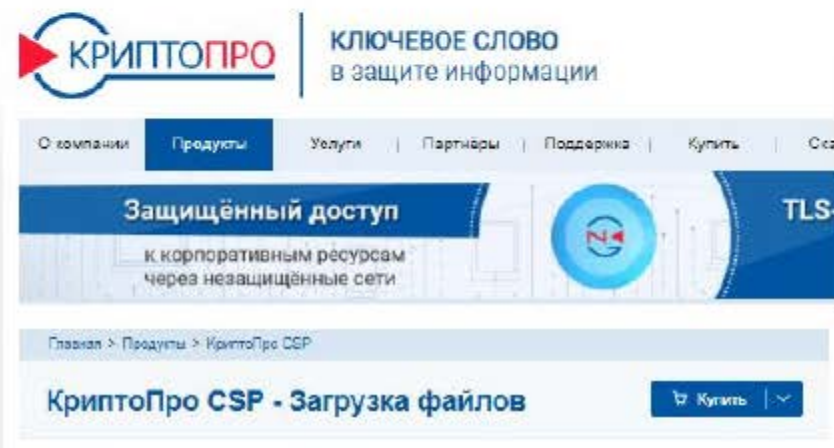 КРИПТОПРО
КЛЮЧЕВОЕ СЛОВО
в защите информации
О компании Продукты Услуги | Партнёры | Поддержка | Купить |
Защищённый доступ
к корпоративным ресурсам
через незащищённые сети
TLS-
Главная > Продукты > КриптоПро CSP
КриптоПро CSP - Загрузка файлов
Купить